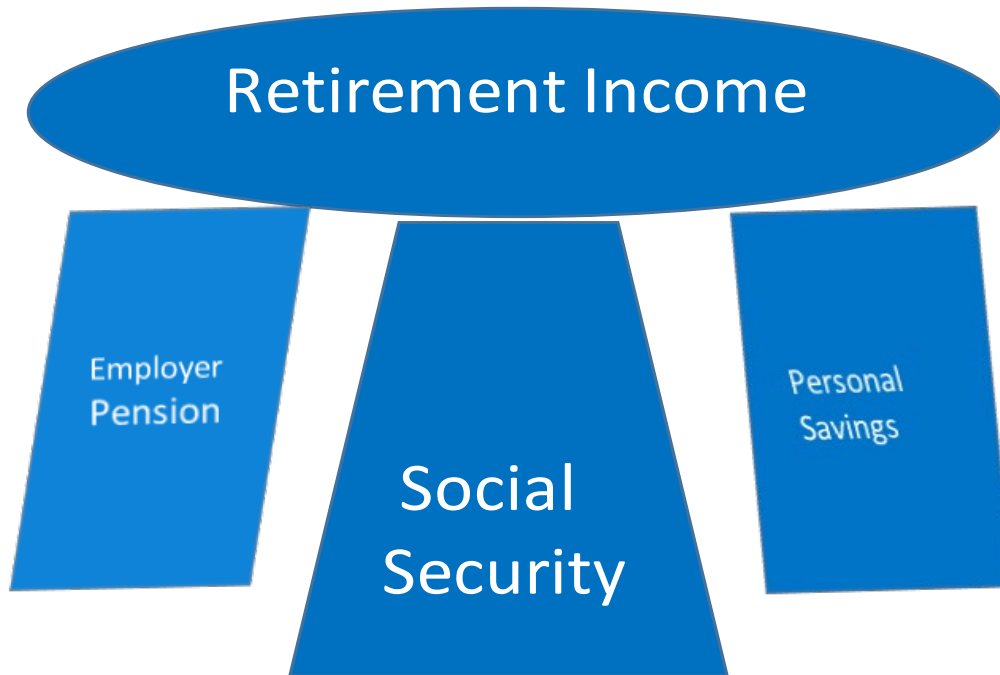 Retirement Income
Employer
Pension
Social
Security
Personal
Savings